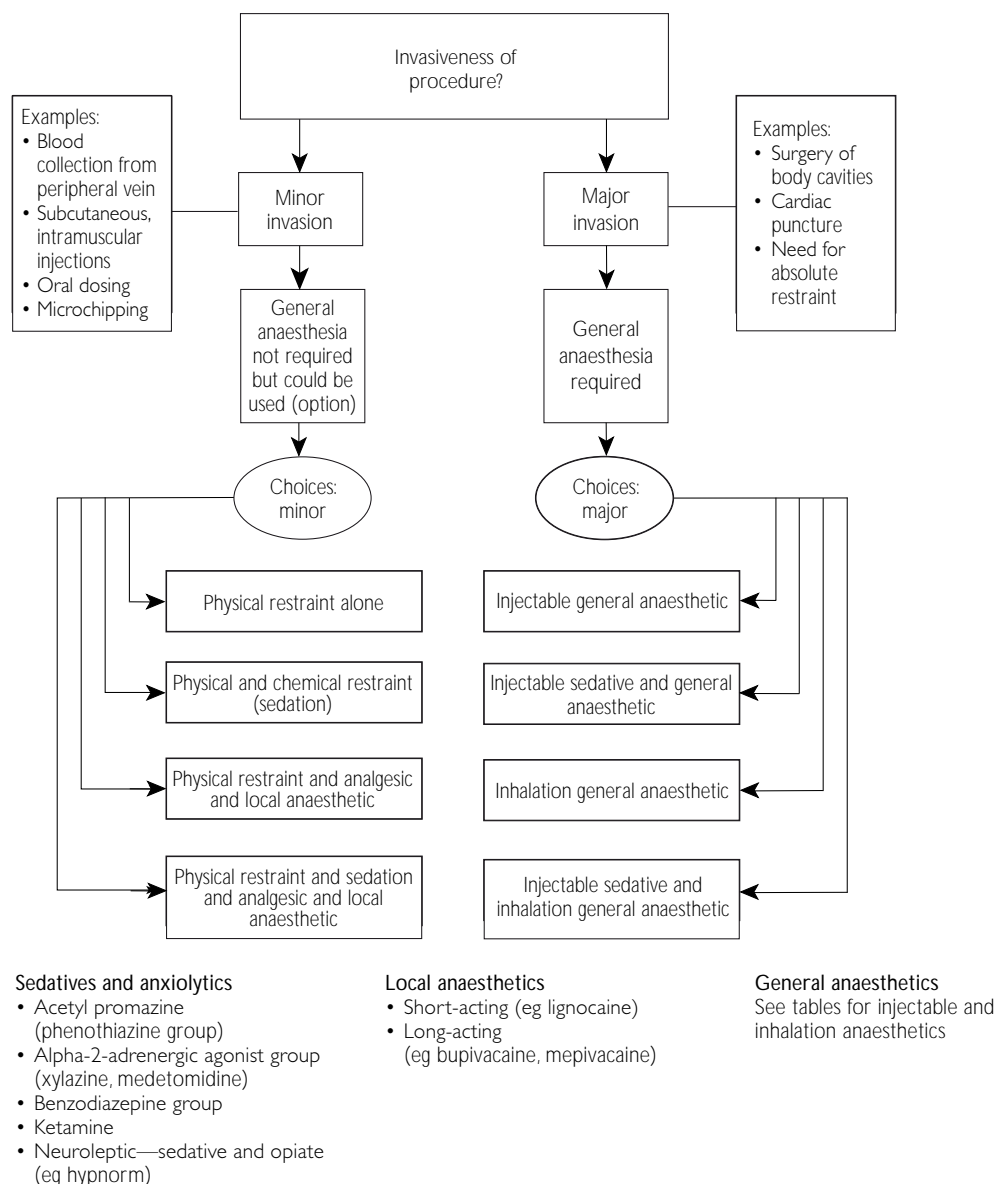 Invasiveness of
procedure?
Examples:
• Blood
collection from
peripheral vein
• Subcutaneous,
intramuscular
injections
• Oral dosing
• Microchipping
Minor
invasion
Major
invasion
Examples:
• Surgery of
body cavities
• Cardiac
puncture
• Need for
absolute
restraint
General
anaesthesia
not required
but could be
used (option)
General
anaesthesia
required
Choices:
minor
Choices:
major
Physical restraint alone
Injectable general anaesthetic
Physical and chemical restraint
(sedation)
Injectable sedative and general
anaesthetic
Physical restraint and analgesic
and local anaesthetic
Inhalation general anaesthetic
Physical restraint and sedation
and analgesic and local
anaesthetic
Injectable sedative and
inhalation general anaesthetic
Sedatives and anxiolytics
• Acetyl promazine
(phenothiazine group)
• Alpha-2-adrenergic agonist group
(xylazine, medetomidine)
• Benzodiazepine group
• Ketamine
• Neuroleptic—sedative and opiate
(eg hypnorm)
Local anaesthetics
• Short-acting (eg lignocaine)
• Long-acting
(eg bupivacaine, mepivacaine)
General anaesthetics
See tables for injectable and
inhalation anaesthetics